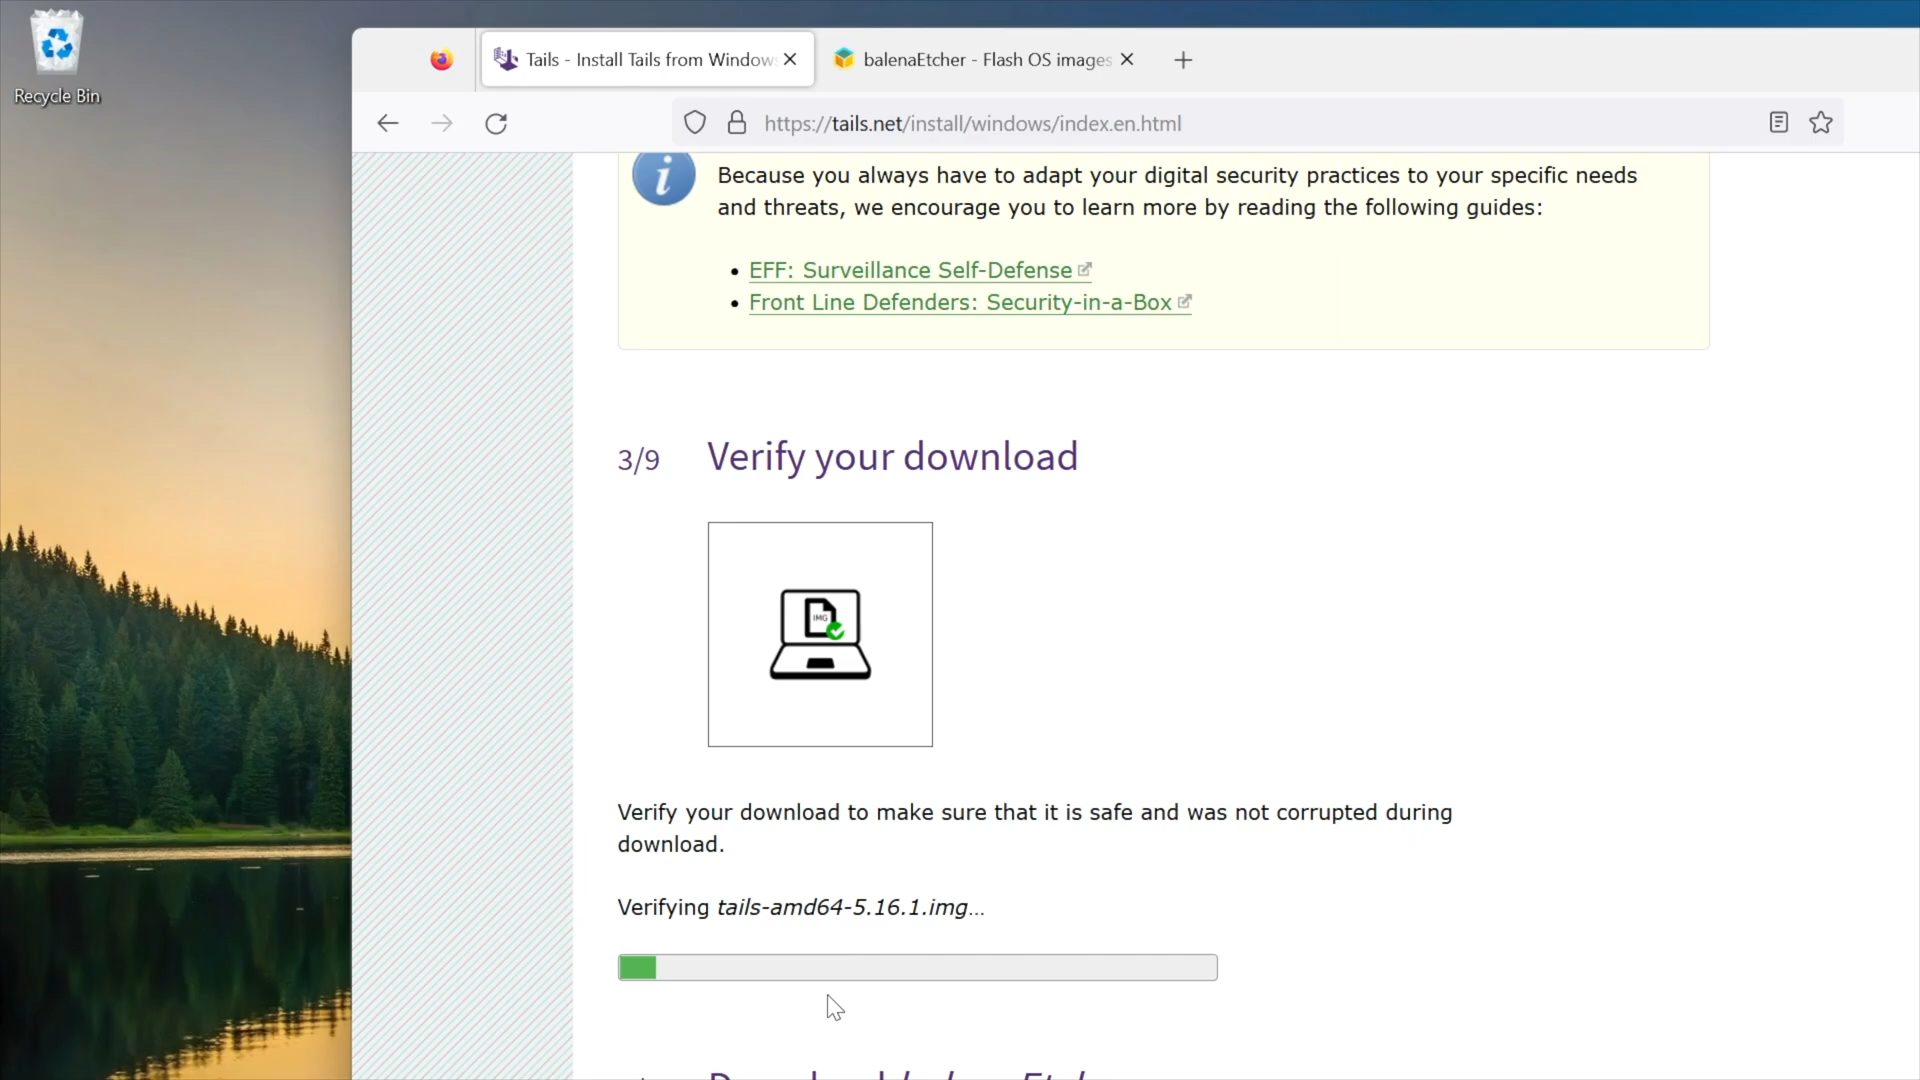 Recycle Bin
Tails - Install Tails from Window
balenaEtcher - Flash OS images
https://tails.net/install/windows/index.en.html
i
Because you always have to adapt your digital security practices to your specific needs
and threats, we encourage you to learn more by reading the following guides:
• EFF: Surveillance Self-Defense
• Front Line Defenders: Security-in-a-Box
3/9 Verify your download
IMG
Verify your download to make sure that it is safe and was not corrupted during
download.
Verifying tails-amd64-5.16.1.img...